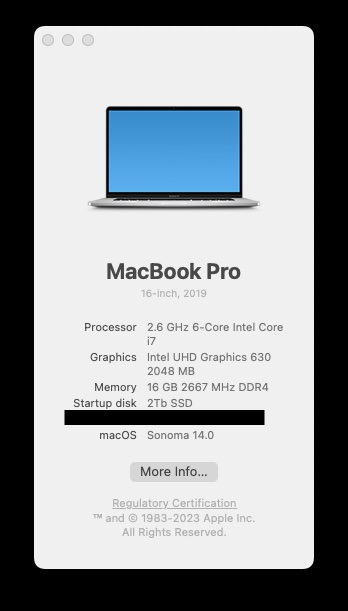 MacBook Pro
16-inch, 2019
Processor 2.6 GHz 6-Core Intel Core
i7
Graphics Intel UHD Graphics 630
2048 MB
Memory 16 GB 2667 MHz DDR4
Startup disk 2Tb SSD
macOS Sonoma 14.0
More Info...
Regulatory Certification
™ and © 1983-2023 Apple Inc.
All Rights Reserved.